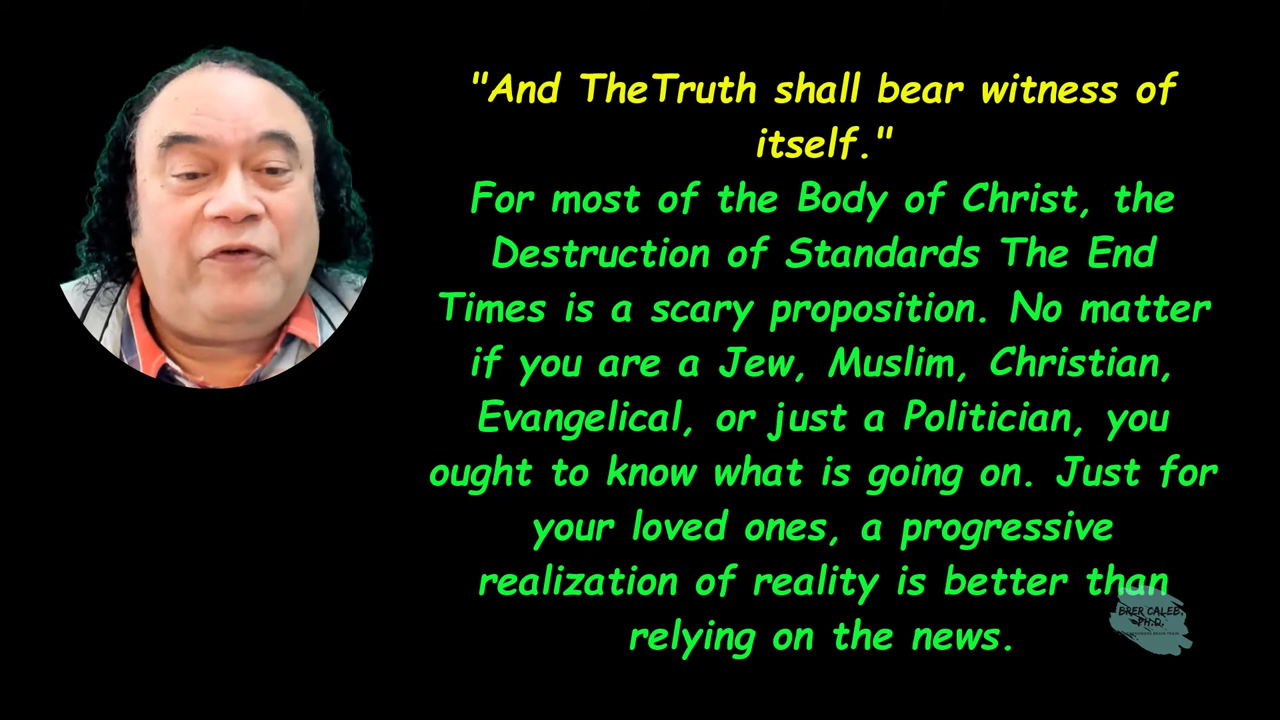 "And TheTruth shall bear witness of
itself."
For most of the Body of Christ, the
Destruction of Standards The End
Times is a scary proposition. No matter
if you are a Jew, Muslim, Christian,
Evangelical, or just a Politician, you
ought to know what is going on. Just for
your loved ones, a progressive
realization of reality is better than
relying on the news.
BRER CALEB,
PH.D.